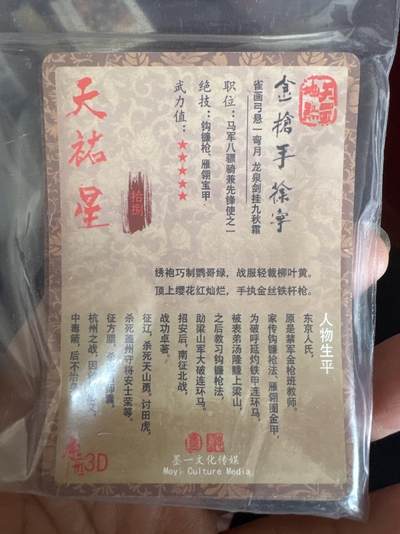 金槍手徐宁
雀画弓悬一弯月 龙泉剑挂九秋霜
职位：马军八骠骑兼先锋使之一
绝技：钩镰枪、雁翎宝甲
武力值：★★★★★
天祐星
拾捌
绣袍巧制鹦哥绿，战服轻裁柳叶黄。
顶上缨花红灿烂，手执金丝铁杆枪。
人物生平
东京人氏，
原是禁军金枪班教师。
家传钩镰枪法、雁翎圈金甲，
为破呼延灼铁甲连环马，
被表弟汤隆赚上梁山，
之后教习钩镰枪法，
助梁山军大破连环马。
招安后，南征北战，
战功卓著。
征辽，杀死天山勇。讨田虎，
杀死盖州守将安士荣等。
征方腊，杀
杭州之战，因
中毒箭，后不治
3D
墨一文化传媒
Moyi Culture Media